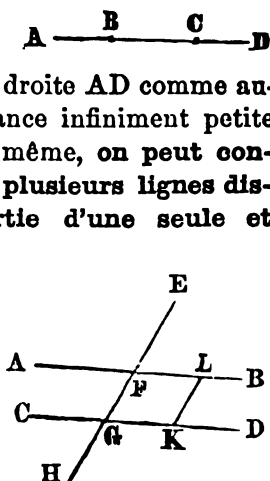 B C
A D
droite AD comme au-
ance infiniment petite
même, on peut con-
plusieurs lignes dis-
rtie d'une seule et
E
A L
F B
C
G K D
H